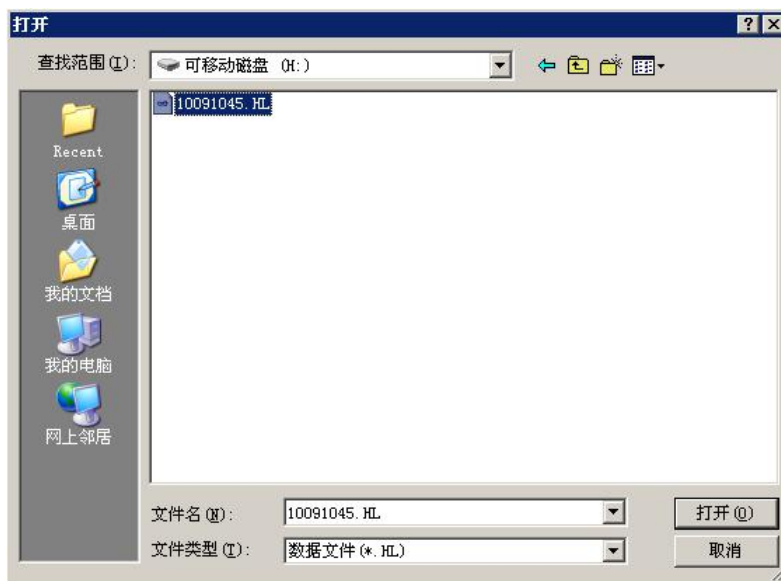 打开
查找范围(I): 可移动磁盘 (H:)
10091045.HL
Recent
桌面
我的文档
我的电脑
网上邻居
文件名(N): 10091045.HL 打开(O)
文件类型(T): 数据文件(*.HL) 取消